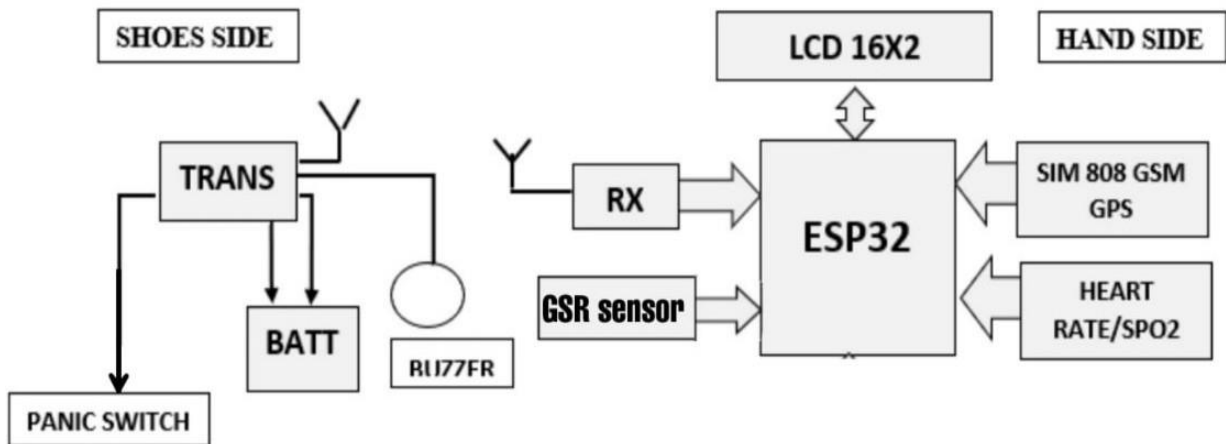 SHOES SIDE
LCD 16X2
HAND SIDE
TRANS
RX
ESP32
SIM 808 GSM
GPS
GSR sensor
HEART
RATE/SPO2
BATT
BUZZER
PANIC SWITCH